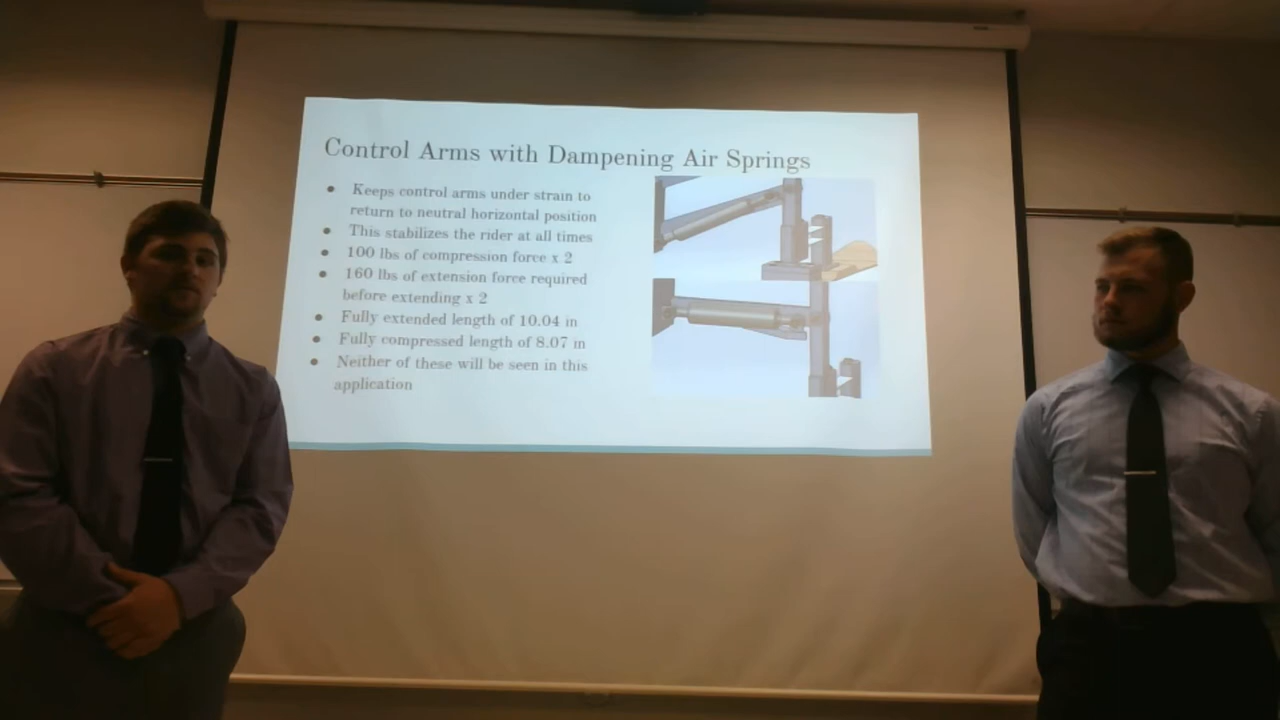 Control Arms with Dampening Air Springs
● Keeps control arms under strain to
return to neutral horizontal position
● This stabilizes the rider at all times
● 100 lbs of compression force x 2
● 160 lbs of extension force required
before extending x 2
● Fully extended length of 10.04 in
● Fully compressed length of 8.07 in
● Neither of these will be seen in this
application